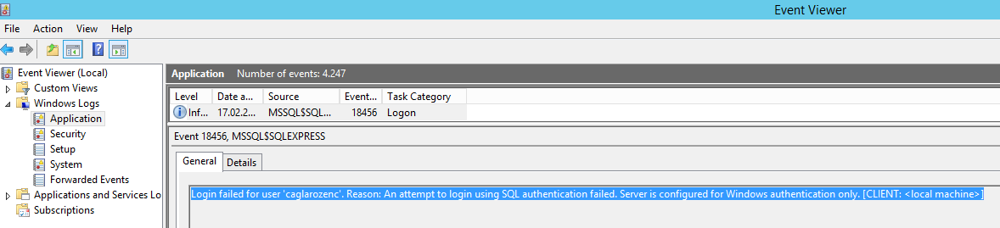 Event Viewer
File Action View Help
Event Viewer (Local)
Custom Views
Windows Logs
Application
Security
Setup
System
Forwarded Events
Applications and Services Lo
Subscriptions
Application Number of events: 4.247
Level Date a... Source Event... Task Category
Inf... 17.02.2... MSSQL$SQL... 18456 Logon
Event 18456, MSSQL$SQLEXPRESS
General Details
Login failed for user 'caglarozenc'. Reason: An attempt to login using SQL authentication failed. Server is configured for Windows authentication only. [CLIENT: <local machine>]